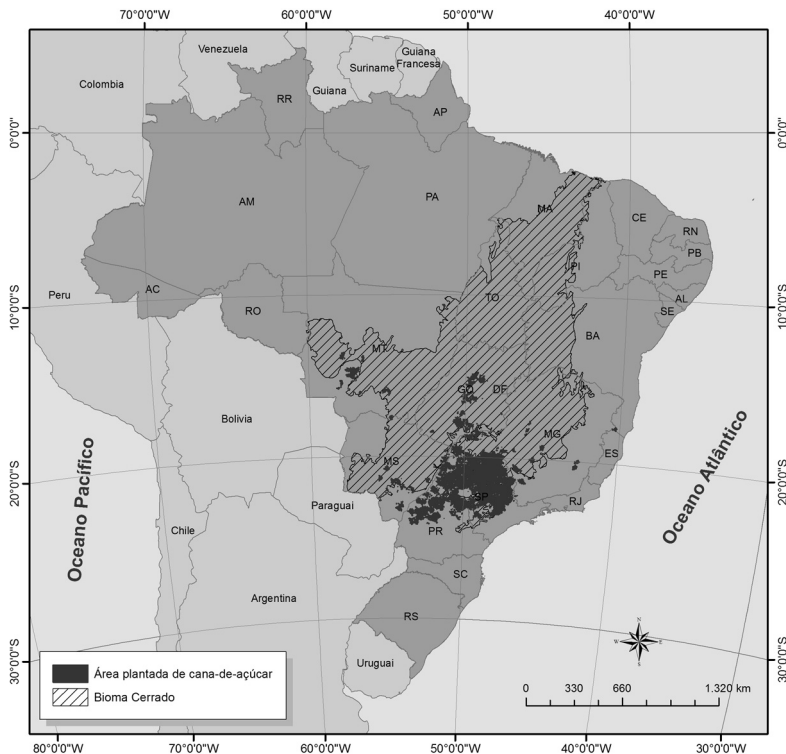 70°0'0"W 60°0'0"W 50°0'0"W 40°0'0"W
Venezuela
Guiana
Francesa
Suriname
Guiana
Colombia
RR
AP
0°0'0" 0°0'0"
AM
PA
MA
CE
RN
PB
PI
PE
AL
SE
TO
AC
Peru
RO
BA
10°0'0"S 10°0'0"S
MT
GO
DF
Bolivia
MG
MS
ES
20°0'0"S 20°0'0"S
SP
RJ
Paraguai
PR
Chile
Oceano Pacífico
Oceano Atlântico
SC
Argentina
RS
N
W E
S
Uruguai
30°0'0"S 30°0'0"S
Área plantada de cana-de-açúcar
Bioma Cerrado
0 330 660 1.320 km
80°0'0"W 70°0'0"W 60°0'0"W 50°0'0"W 40°0'0"W 30°0'0"W